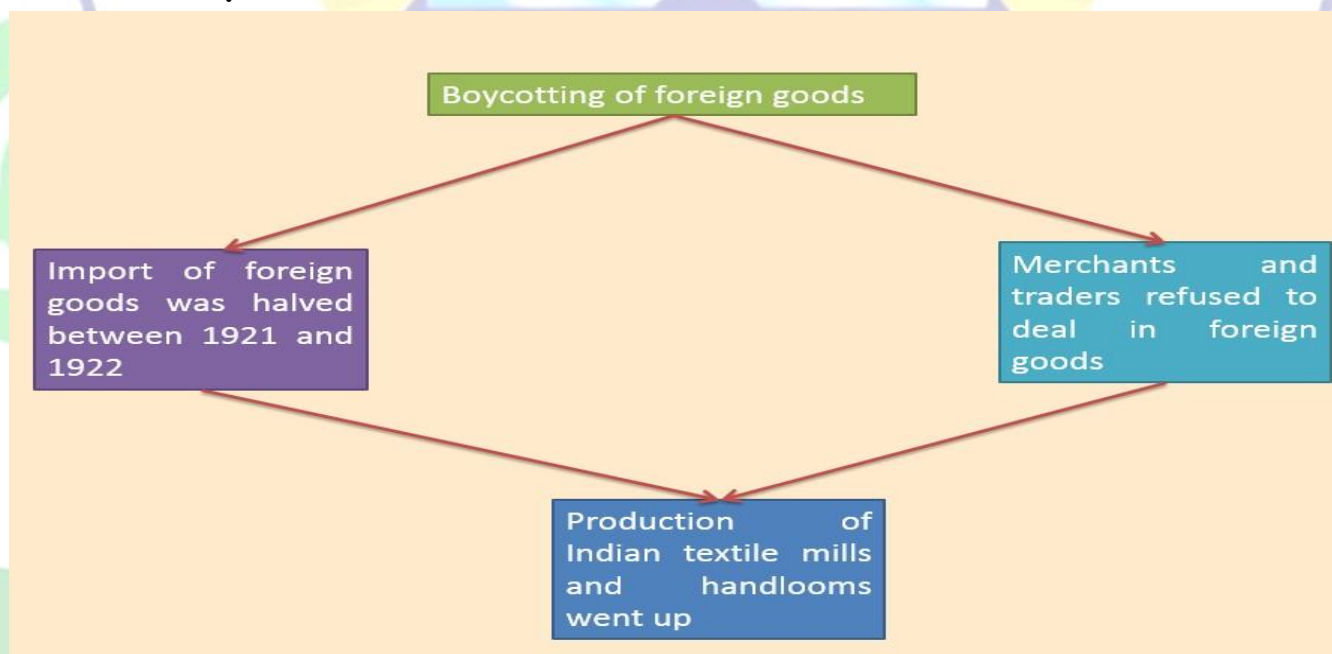 Boycotting of foreign goods
Import of foreign
goods was halved
between 1921 and
1922
Merchants and
traders refused to
deal in foreign
goods
Production of
Indian textile mills
and handlooms
went up